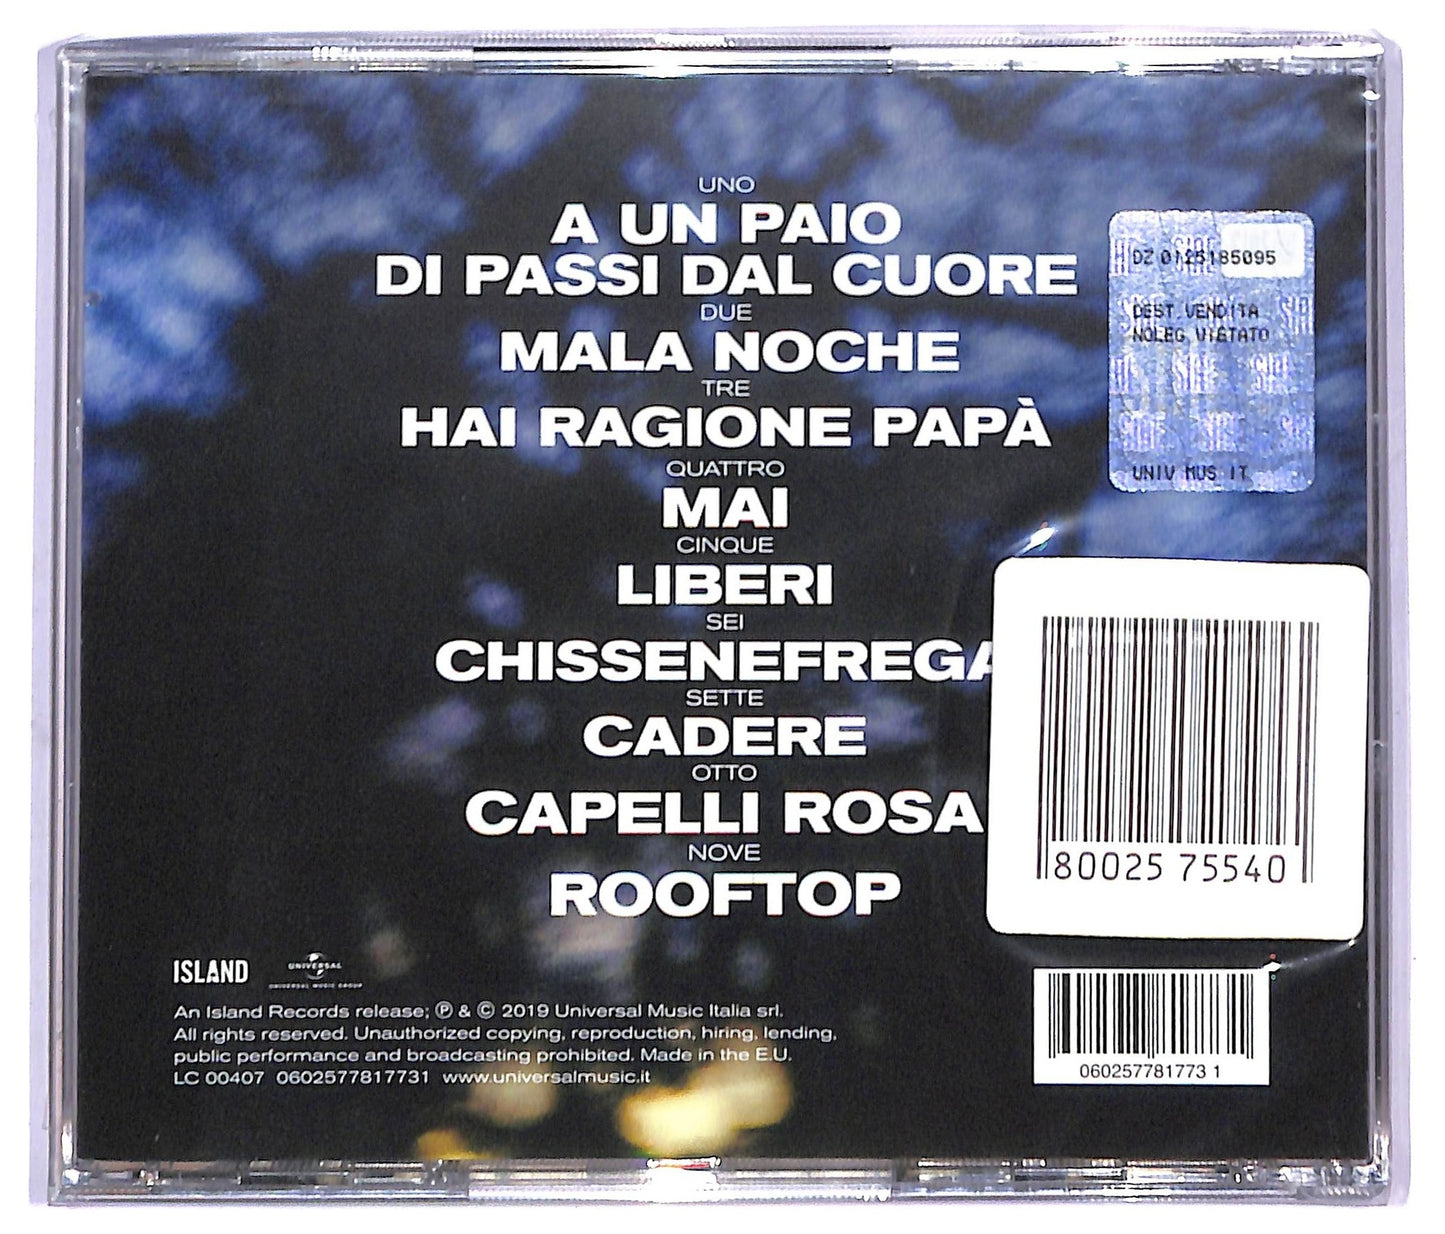 UNO
A UN PAIO
DI PASSI DAL CUORE
DUE
MALA NOCHE
TRE
HAI RAGIONE PAPÀ
QUATTRO
MAI
CINQUE
LIBERI
SEI
CHISSENEFREGA
SETTE
CADERE
OTTO
CAPELLI ROSA
NOVE
ROOFTOP
DZ 0125185095
DEST.VENDITA
NOLEG.VIETATO
UNIV MUS IT
80025 75540
ISLAND
UNIVERSAL
UNIVERSAL MUSIC GROUP
An Island Records release; ℗ & © 2019 Universal Music Italia srl.
All rights reserved. Unauthorized copying, reproduction, hiring, lending,
public performance and broadcasting prohibited. Made in the E.U.
LC 00407 0602577817731 www.universalmusic.it
060257781773 1